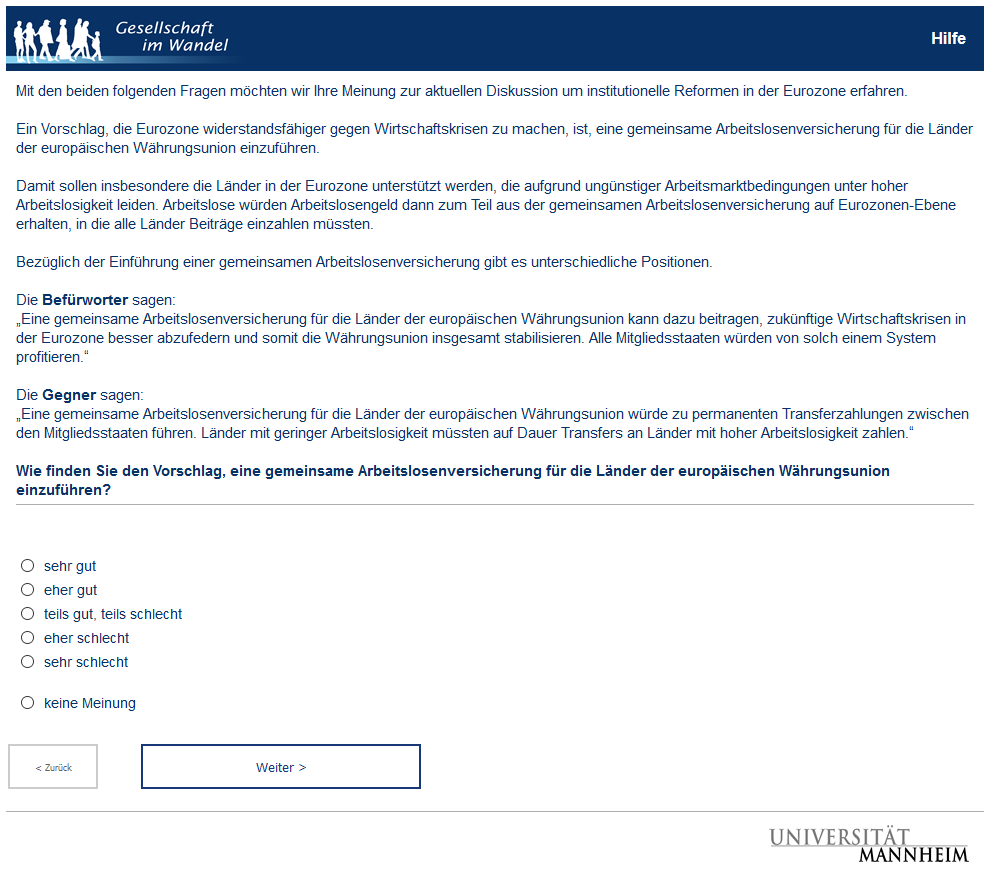 Gesellschaft
im Wandel
Hilfe
Mit den beiden folgenden Fragen möchten wir Ihre Meinung zur aktuellen Diskussion um institutionelle Reformen in der Eurozone erfahren.
Ein Vorschlag, die Eurozone widerstandsfähiger gegen Wirtschaftskrisen zu machen, ist, eine gemeinsame Arbeitslosenversicherung für die Länder
der europäischen Währungsunion einzuführen.
Damit sollen insbesondere die Länder in der Eurozone unterstützt werden, die aufgrund ungünstiger Arbeitsmarktbedingungen unter hoher
Arbeitslosigkeit leiden. Arbeitslose würden Arbeitslosengeld dann zum Teil aus der gemeinsamen Arbeitslosenversicherung auf Eurozonen-Ebene
erhalten, in die alle Länder Beiträge einzahlen müssten.
Bezüglich der Einführung einer gemeinsamen Arbeitslosenversicherung gibt es unterschiedliche Positionen.
Die Befürworter sagen:
„Eine gemeinsame Arbeitslosenversicherung für die Länder der europäischen Währungsunion kann dazu beitragen, zukünftige Wirtschaftskrisen in
der Eurozone besser abzufedern und somit die Währungsunion insgesamt stabilisieren. Alle Mitgliedsstaaten würden von solch einem System
profitieren.“
Die Gegner sagen:
„Eine gemeinsame Arbeitslosenversicherung für die Länder der europäischen Währungsunion würde zu permanenten Transferzahlungen zwischen
den Mitgliedsstaaten führen. Länder mit geringer Arbeitslosigkeit müssten auf Dauer Transfers an Länder mit hoher Arbeitslosigkeit zahlen.“
Wie finden Sie den Vorschlag, eine gemeinsame Arbeitslosenversicherung für die Länder der europäischen Währungsunion
einzuführen?
sehr gut
eher gut
teils gut, teils schlecht
eher schlecht
sehr schlecht
keine Meinung
< Zurück
Weiter >
UNIVERSITÄT
MANNHEIM